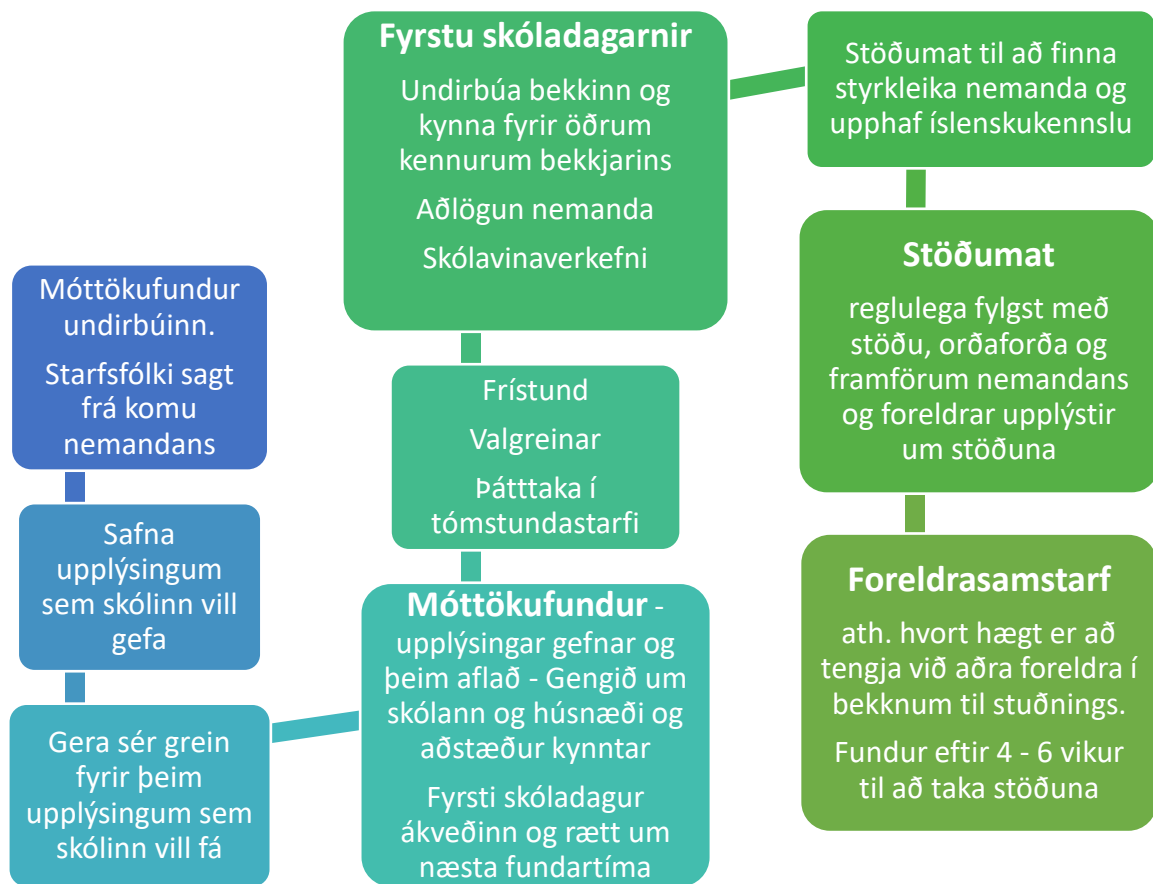 Móttökufundur
undirbúinn.
Starfsfólki sagt
frá komu
nemandans
Safna
upplýsingum
sem skólinn vill
gefa
Gera sér grein
fyrir þeim
upplýsingum sem
skólinn vill fá
Móttökufundur -
upplýsingar gefnar og
þeim aflað - Gengið um
skólann og húsnæði og
aðstæður kynntar
Fyrsti skóladagur
ákveðinn og rætt um
næsta fundartíma
Frístund
Valgreinar
Þátttaka í
tómstundastarfi
Fyrstu skóladagarnir
Undirbúa bekkinn og
kynna fyrir öðrum
kennurum bekkjarins
Aðlögun nemanda
Skólavinaverkefni
Stöðumat til að finna
styrkleika nemanda og
upphaf íslenskukennslu
Stöðumat
reglulega fylgst með
stöðu, orðaforða og
framförum nemandans
og foreldrar upplýstir
um stöðuna
Foreldrasamstarf
ath. hvort hægt er að
tengja við aðra foreldra í
bekknum til stuðnings.
Fundur eftir 4 - 6 vikur
til að taka stöðuna